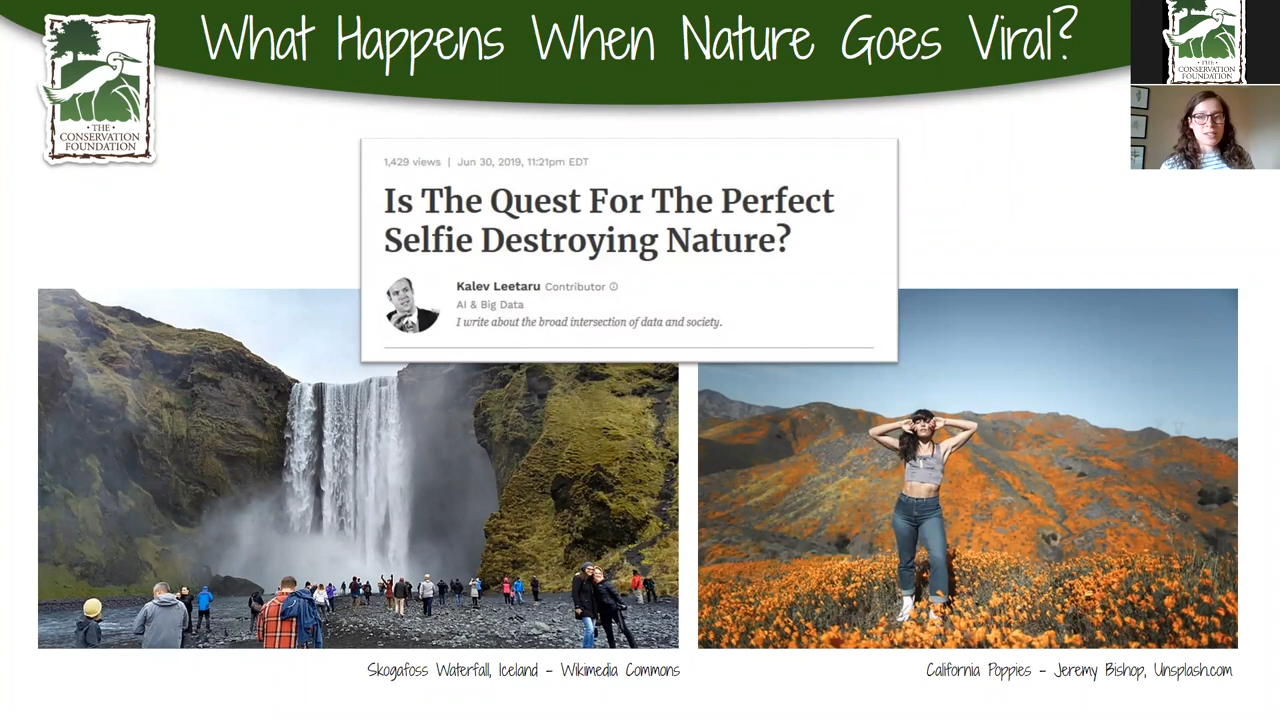 What Happens When Nature Goes Viral?
• THE •
CONSERVATION
FOUNDATION
THE
CONSERVATION
FOUNDATION
1,429 views | Jun 30, 2019, 11:21pm EDT
Is The Quest For The Perfect
Selfie Destroying Nature?
Kalev Leetaru Contributor ⓘ
AI & Big Data
I write about the broad intersection of data and society.
Skogafoss Waterfall, Iceland - Wikimedia Commons
California Poppies - Jeremy Bishop, Unsplash.com